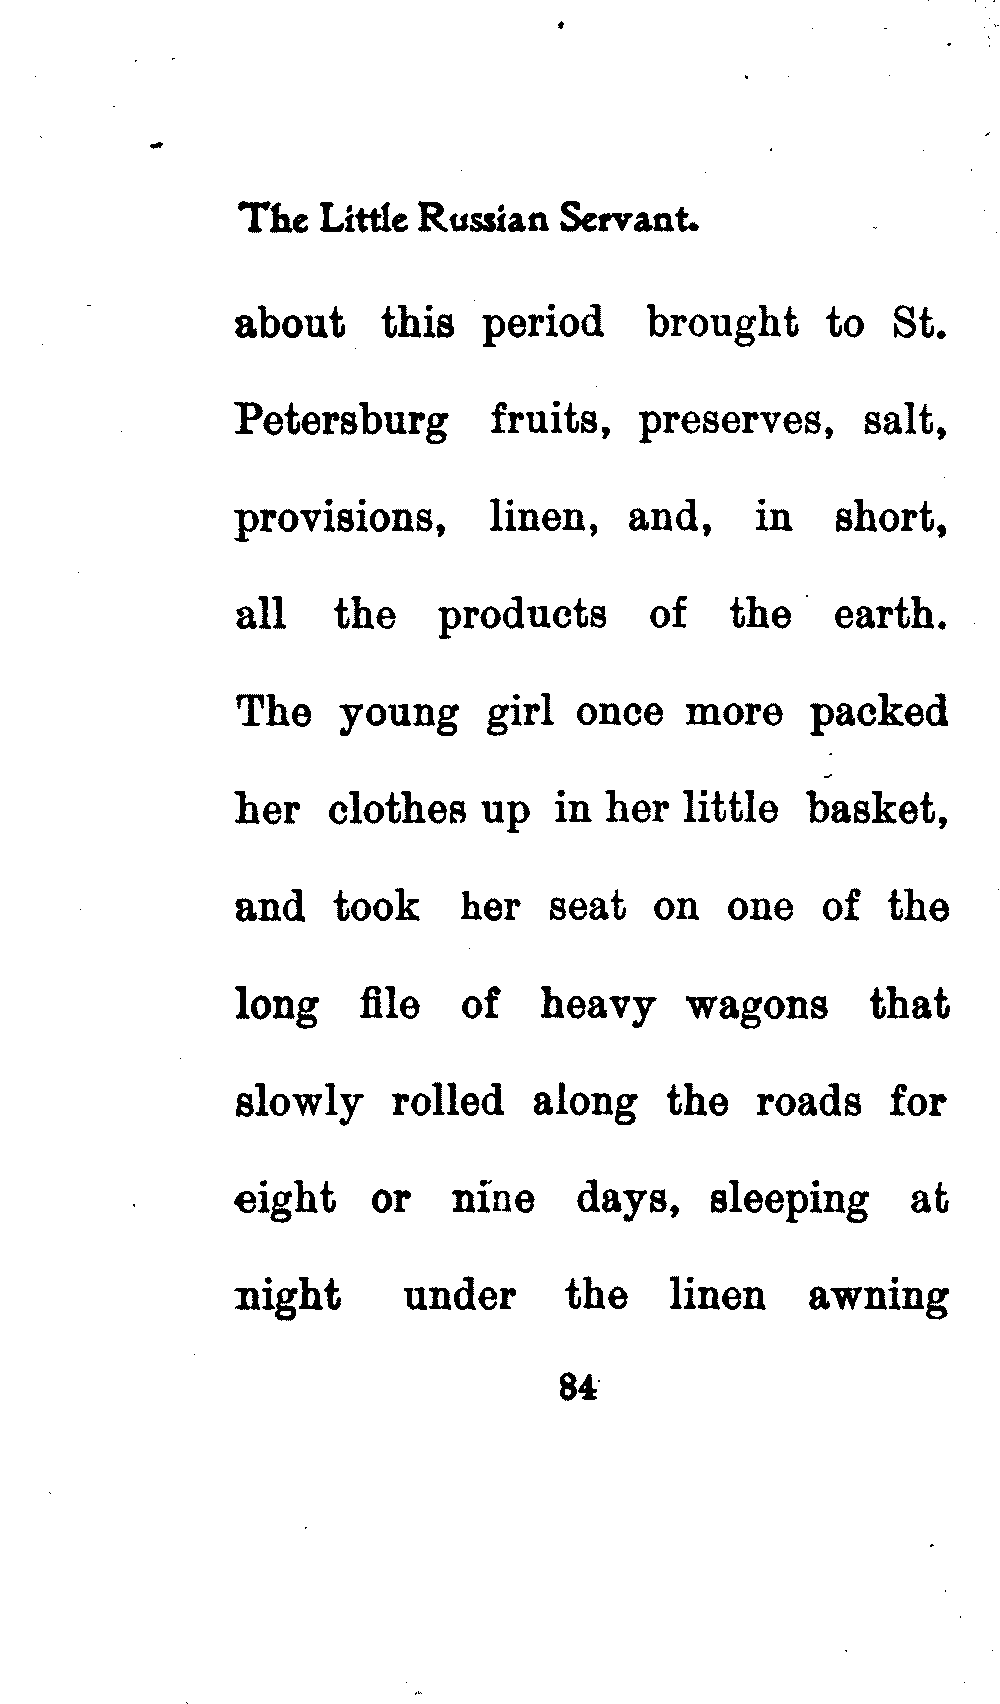 The Little Russian Servant.
about this period brought to St.
Petersburg fruits, preserves, salt,
provisions, linen, and, in short,
all the products of the earth.
The young girl once more packed
her clothes up in her little basket,
and took her seat on one of the
long file of heavy wagons that
slowly rolled along the roads for
eight or nine days, sleeping at
night under the linen awning
84